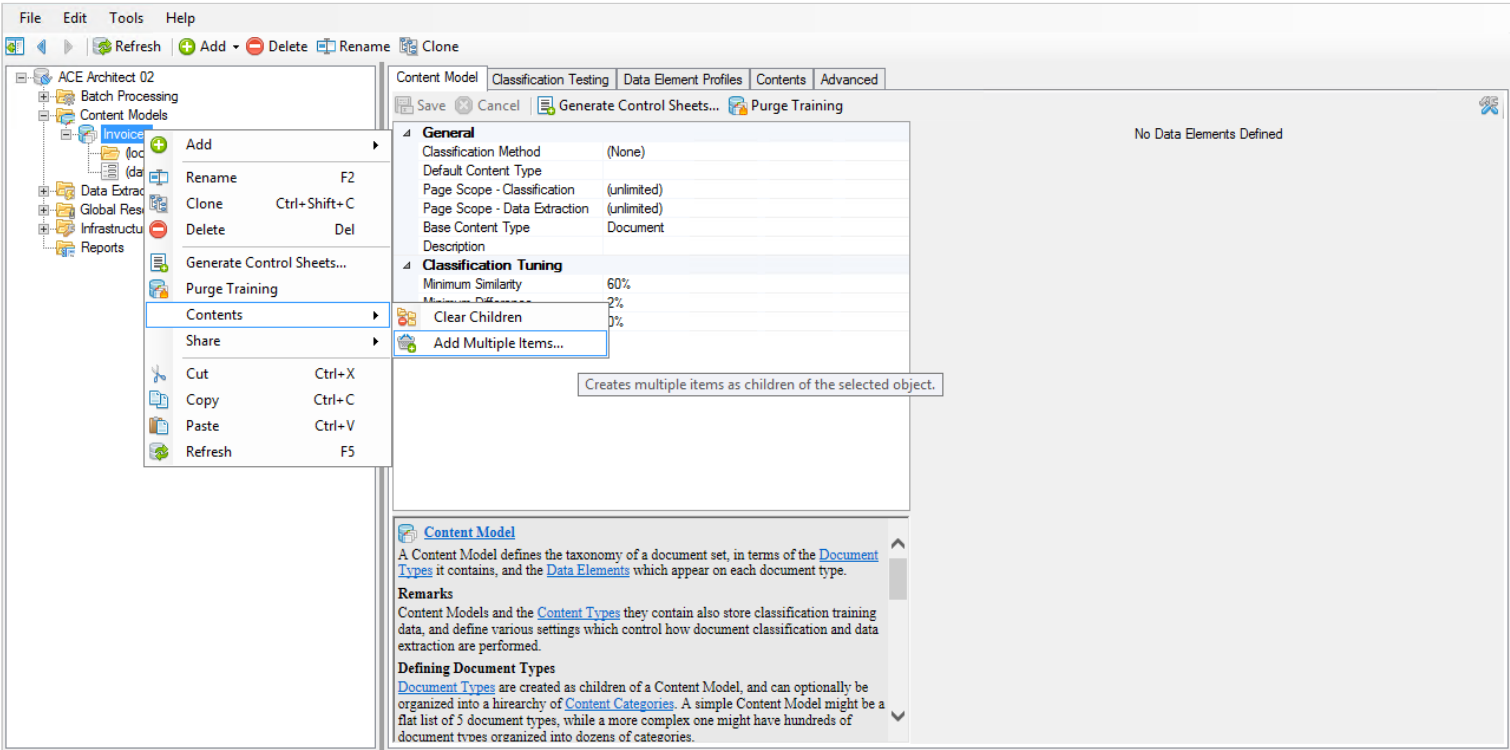 File Edit Tools Help
Refresh Add Delete Rename Clone
ACE Architect 02
Batch Processing
Content Models
Invoice
(loc
(da
Data Extrac
Global Res
Infrastructu
Reports
Add
Rename F2
Clone Ctrl+Shift+C
Delete Del
Generate Control Sheets...
Purge Training
Contents
Share
Cut Ctrl+X
Copy Ctrl+C
Paste Ctrl+V
Refresh F5
Clear Children
Add Multiple Items...
Creates multiple items as children of the selected object.
Content Model Classification Testing Data Element Profiles Contents Advanced
Save Cancel Generate Control Sheets... Purge Training
General
Classification Method (None)
Default Content Type
Page Scope - Classification (unlimited)
Page Scope - Data Extraction (unlimited)
Base Content Type Document
Description
Classification Tuning
Minimum Similarity 60%
Minimum Difference 2%
0%
No Data Elements Defined
Content Model
A Content Model defines the taxonomy of a document set, in terms of the Document
Types it contains, and the Data Elements which appear on each document type.
Remarks
Content Models and the Content Types they contain also store classification training
data, and define various settings which control how document classification and data
extraction are performed.
Defining Document Types
Document Types are created as children of a Content Model, and can optionally be
organized into a hirearchy of Content Categories. A simple Content Model might be a
flat list of 5 document types, while a more complex one might have hundreds of
document types organized into dozens of categories.